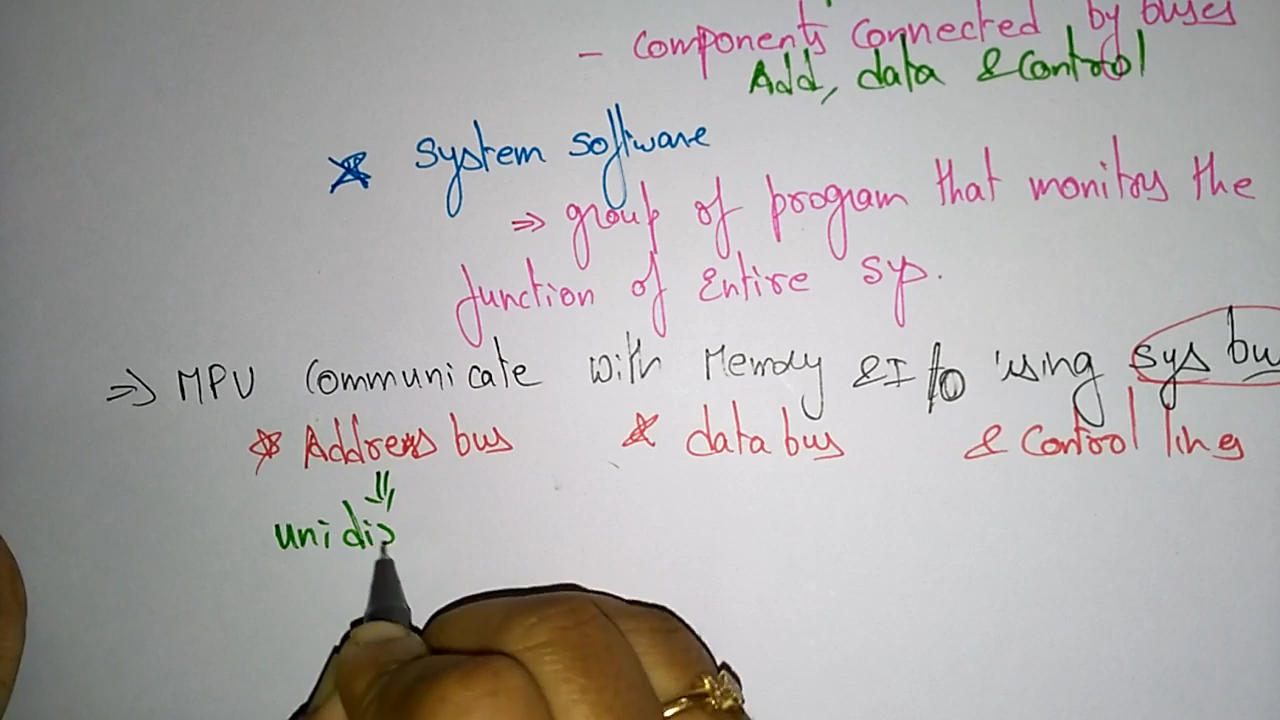 - Components Connected by buses
Add, data & Control
* System software
⇒ group of program that monitors the
function of Entire sys.
⇒ MPU Communicate with Memory & I/O using sys bu
* Address bus * data bus & Control lines
unidir